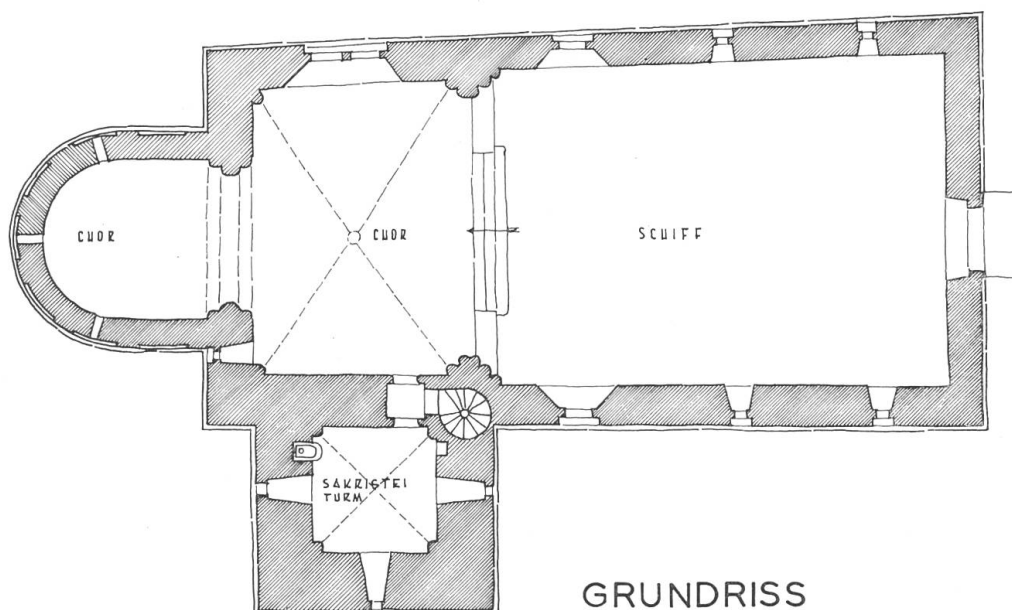 CHOR
CHOR
SCHIFF
SAKRISTEI
TURM
GRUNDRISS